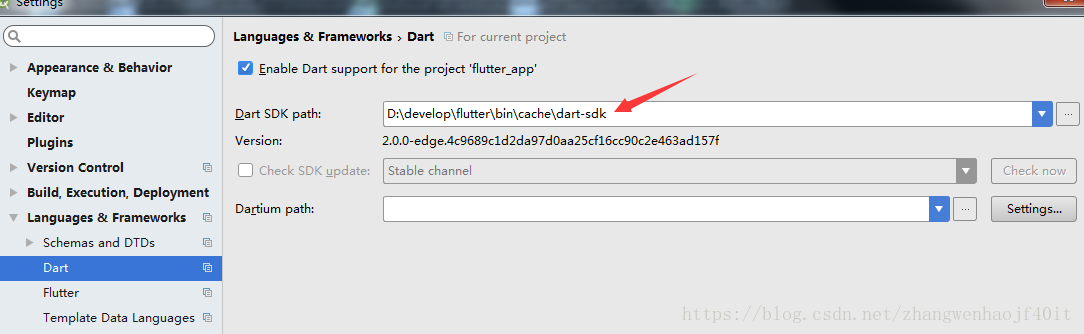 Settings
Languages & Frameworks › Dart For current project
Appearance & Behavior
Enable Dart support for the project 'flutter_app'
Keymap
Editor
Dart SDK path: D:\develop\flutter\bin\cache\dart-sdk ...
Plugins
Version: 2.0.0-edge.4c9689c1d2da97d0aa25cf16cc90c2e463ad157f
Version Control
Check SDK update: Stable channel Check now
Build, Execution, Deployment
Languages & Frameworks
Dartium path: ... Settings...
Schemas and DTDs
Dart
Flutter
Template Data Languages
https://blog.csdn.net/zhangwenhaojf40it